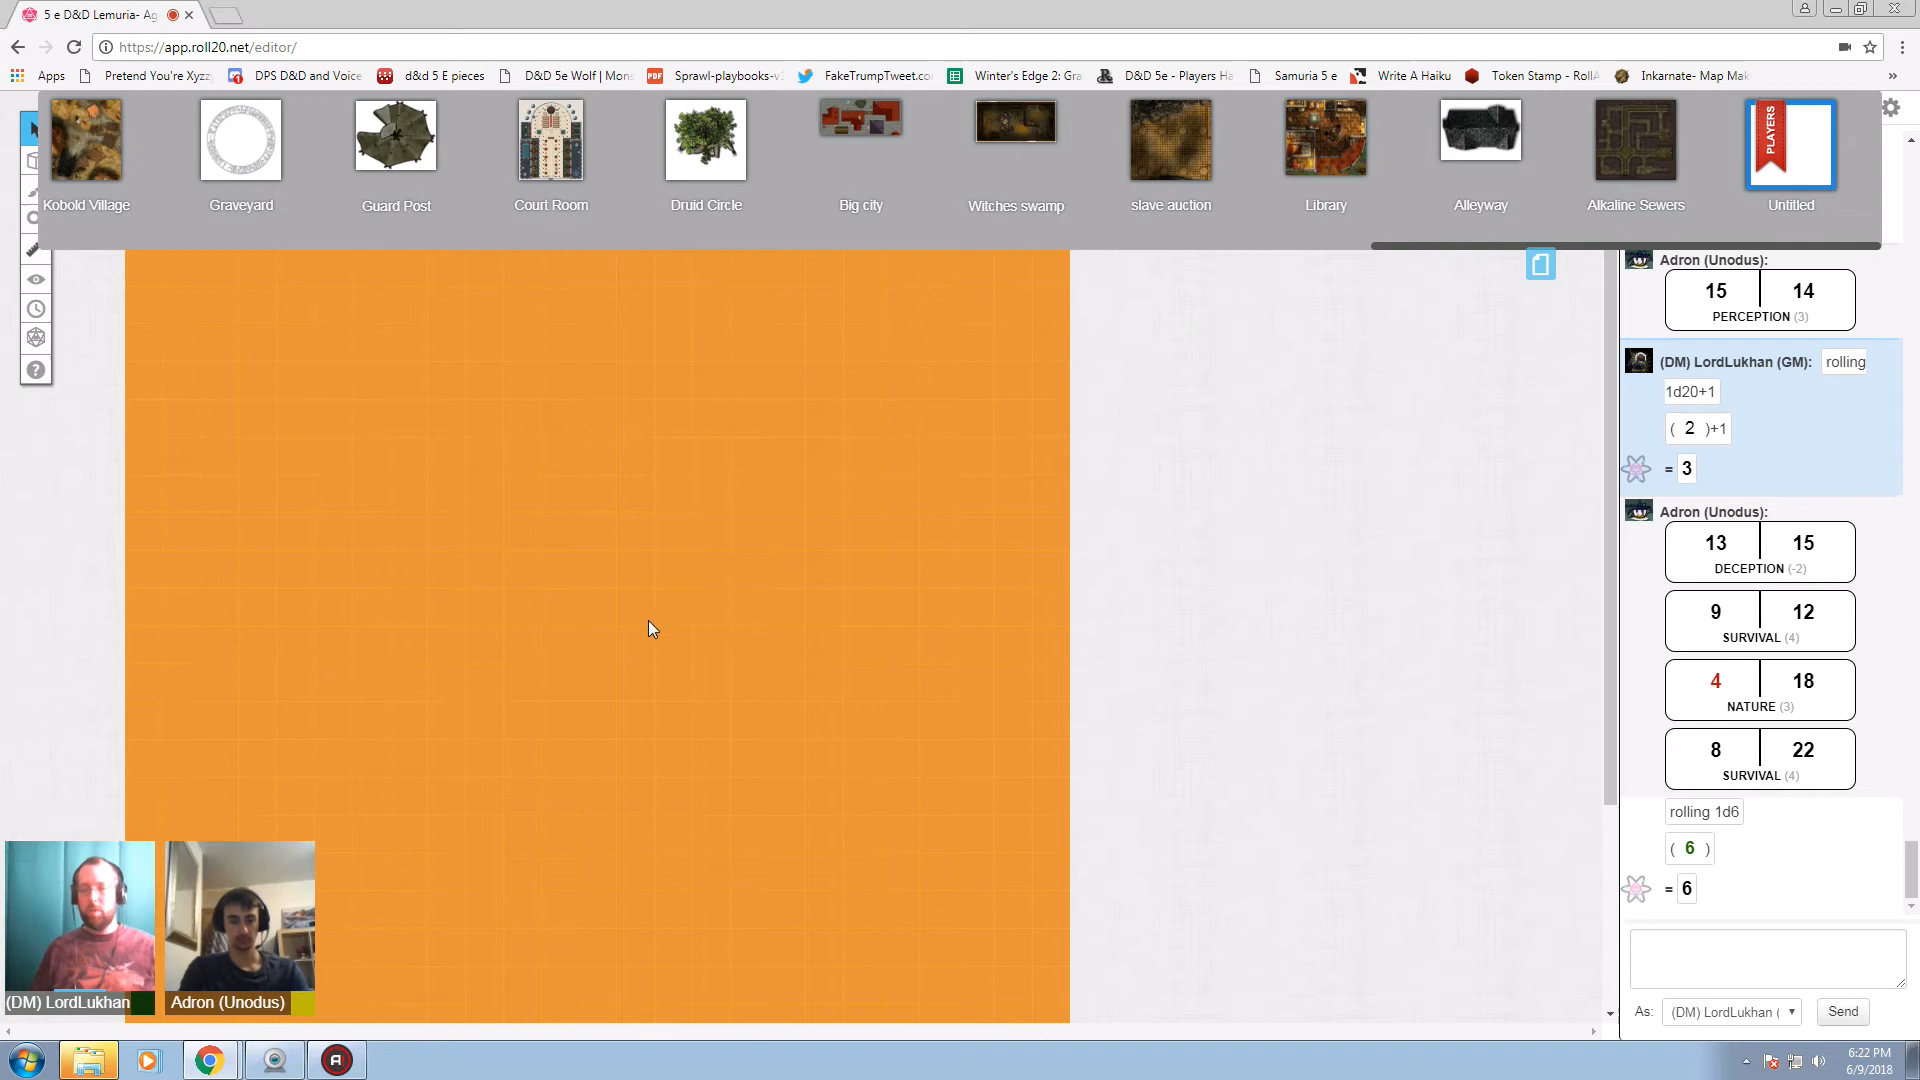 5 e D&D Lemuria- Ag
https://app.roll20.net/editor/
Apps Pretend You're Xyzzy DPS D&D and Voice d&d 5 E pieces D&D 5e Wolf | Mons Sprawl-playbooks-v FakeTrumpTweet.co Winter's Edge 2: Gra D&D 5e - Players Ha Samuria 5 e Write A Haiku Token Stamp - RollA Inkarnate- Map Mak »
PLAYERS
Kobold Village Graveyard Guard Post Court Room Druid Circle Big city Witches swamp slave auction Library Alleyway Alkaline Sewers Untitled
Adron (Unodus):
15 14
PERCEPTION (3)
(DM) LordLukhan (GM): rolling
1d20+1
( 2 )+1
= 3
Adron (Unodus):
13 15
DECEPTION (-2)
9 12
SURVIVAL (4)
4 18
NATURE (3)
8 22
SURVIVAL (4)
rolling 1d6
( 6 )
= 6
(DM) LordLukhan
Adron (Unodus)
As: (DM) LordLukhan ( Send
6:22 PM
6/9/2018